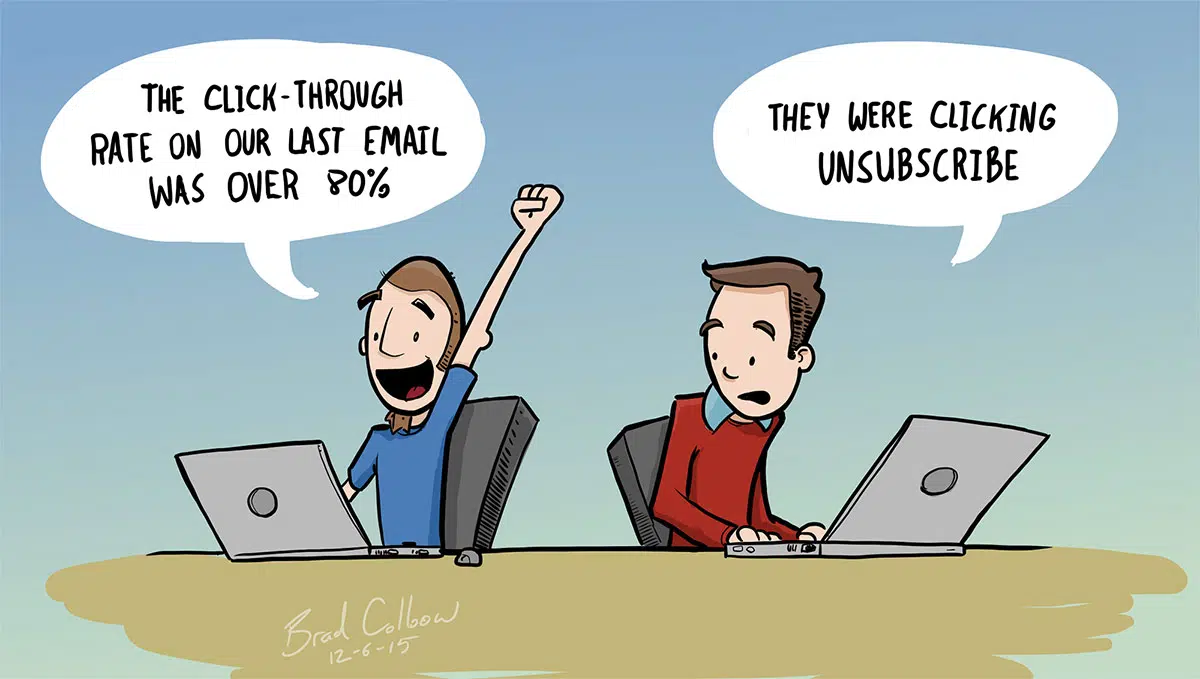 THE CLICK-THROUGH
RATE ON OUR LAST EMAIL
WAS OVER 80%
THEY WERE CLICKING
UNSUBSCRIBE
Brad Colbow
12-6-15